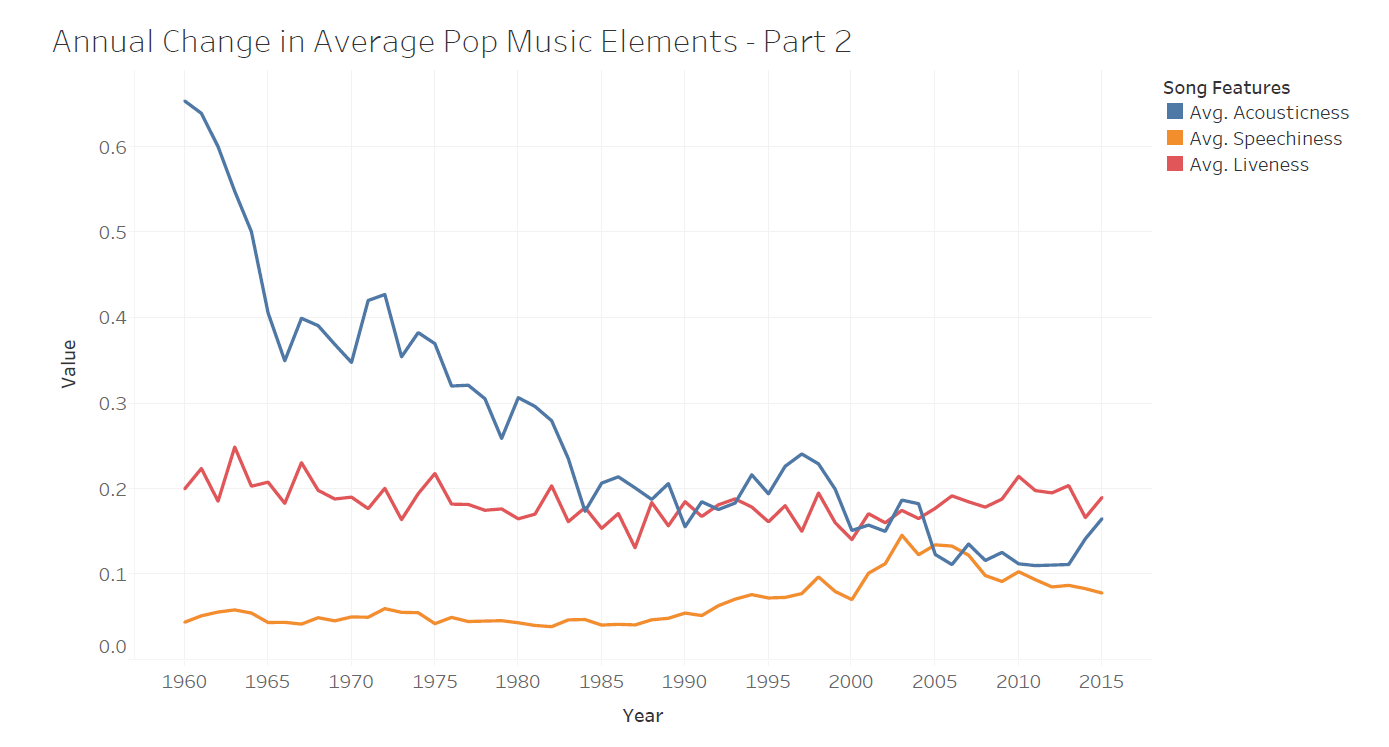 Annual Change in Average Pop Music Elements - Part 2
Song Features
Avg. Acousticness
Avg. Speechiness
Avg. Liveness
0.6
0.5
0.4
0.3
0.2
0.1
0.0
Value
1960 1965 1970 1975 1980 1985 1990 1995 2000 2005 2010 2015
Year